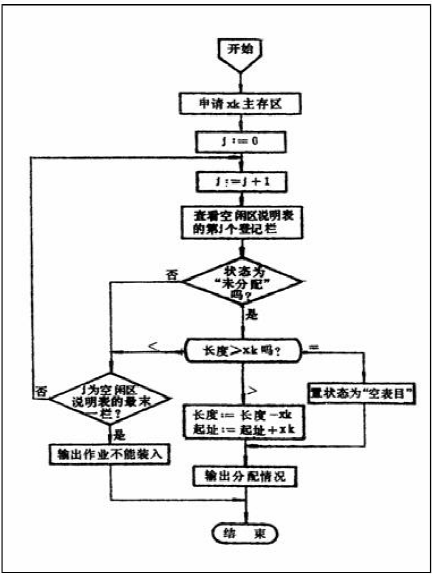 开始
申请xk主存区
j:=0
j:=j+1
查看空闲区说明表
的第j个登记栏
否
状态为
“未分配”
吗?
是
<
长度≥xk吗?
=
>
否
j为空闲区
说明表的最末
一栏?
是
置状态为“空表目”
长度:=长度-xk
起址:=起址+xk
输出作业不能装入
输出分配情况
结 束